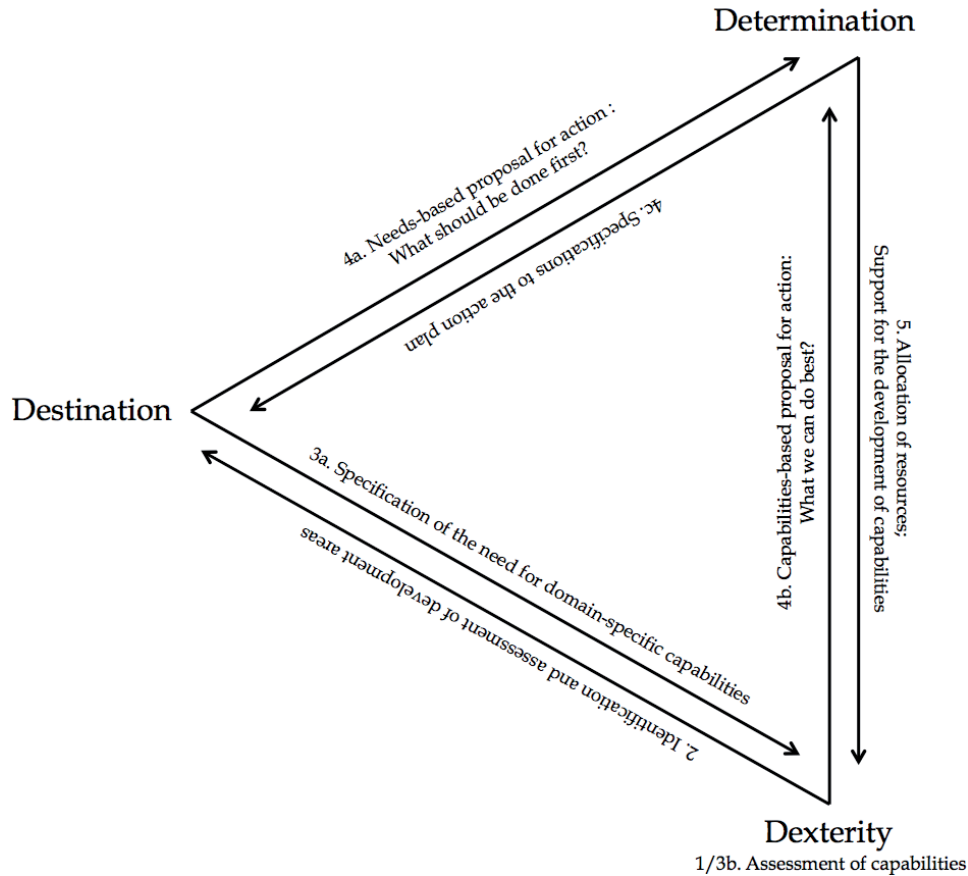 Determination
4a. Needs-based proposal for action :
What should be done first?
4c. Specifications to the action plan
4b. Capabilities-based proposal for action:
What we can do best?
5. Allocation of resources;
Support for the development of capabilities
Destination
3a. Specification of the need for domain-specific capabilities
2. Identification and assessment of development areas
Dexterity
1/3b. Assessment of capabilities